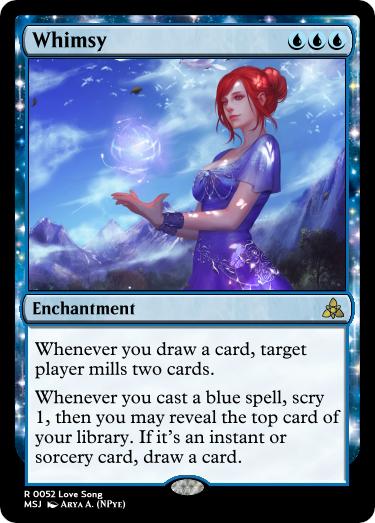 Whimsy
Enchantment
Whenever you draw a card, target
player mills two cards.
Whenever you cast a blue spell, scry
1, then you may reveal the top card of
your library. If it's an instant or
sorcery card, draw a card.
R 0052 Love Song
MSJ Arya A. (NPye)